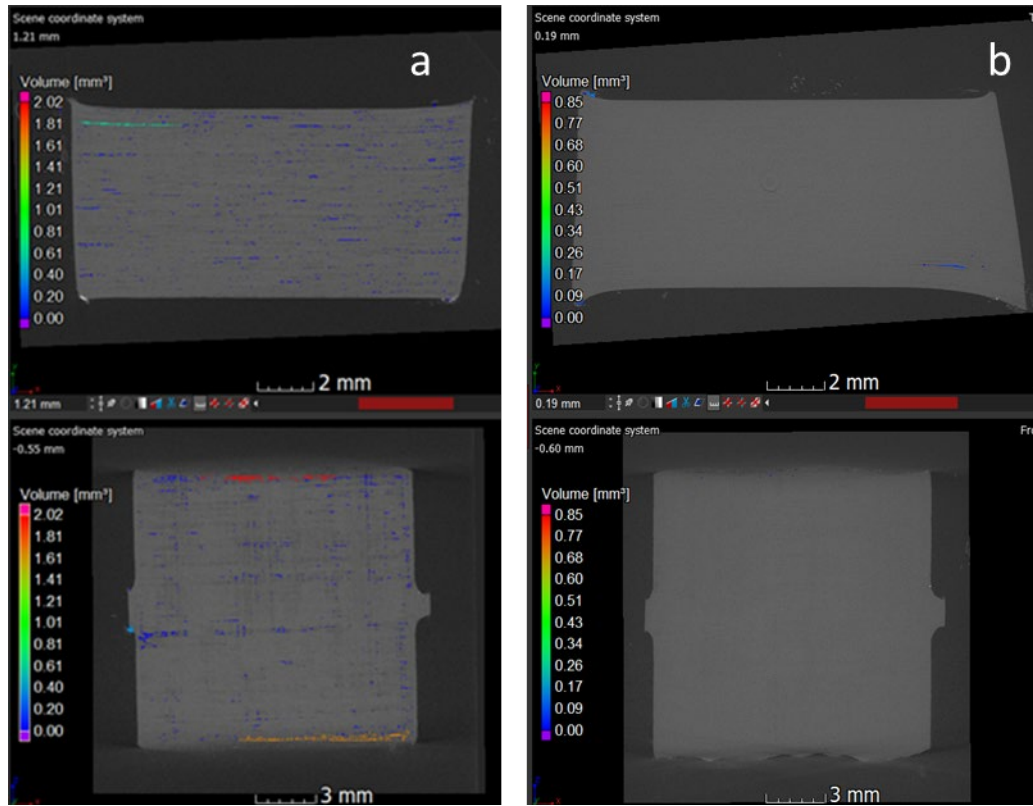 Scene coordinate system
1.21 mm
a
Volume [mm³]
2.02
1.81
1.61
1.41
1.21
1.01
0.81
0.61
0.40
0.20
0.00
2 mm
1.21 mm
Scene coordinate system
-0.55 mm
Volume [mm³]
2.02
1.81
1.61
1.41
1.21
1.01
0.81
0.61
0.40
0.20
0.00
3 mm
Scene coordinate system
0.19 mm
b
Volume [mm³]
0.85
0.77
0.68
0.60
0.51
0.43
0.34
0.26
0.17
0.09
0.00
2 mm
0.19 mm
Scene coordinate system
Fro
-0.60 mm
Volume [mm³]
0.85
0.77
0.68
0.60
0.51
0.43
0.34
0.26
0.17
0.09
0.00
3 mm